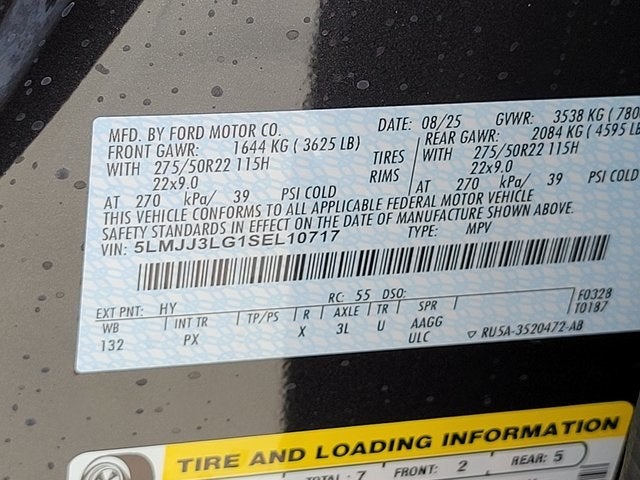 MFD. BY FORD MOTOR CO. DATE: 08/25 GVWR: 3538 KG ( 780
FRONT GAWR: 1644 KG ( 3625 LB) REAR GAWR: 2084 KG ( 4595 LB
WITH 275/50R22 115H TIRES WITH 275/50R22 115H
22x9.0 RIMS 22x9.0
AT 270 kPa/ 39 PSI COLD AT 270 kPa/ 39 PSI COLD
THIS VEHICLE CONFORMS TO ALL APPLICABLE FEDERAL MOTOR VEHICLE
SAFETY STANDARDS IN EFFECT ON THE DATE OF MANUFACTURE SHOWN ABOVE.
VIN: 5LMJJ3LG1SEL10717 TYPE: MPV
F0328
T0187
EXT PNT: HY RC: 55 DSO:
WB INT TR TP/PS R AXLE TR SPR
132 PX X 3L U AAGG
ULC RU5A-3520472-AB
TIRE AND LOADING INFORMATION
TOTAL: 7 FRONT: 2 REAR: 5